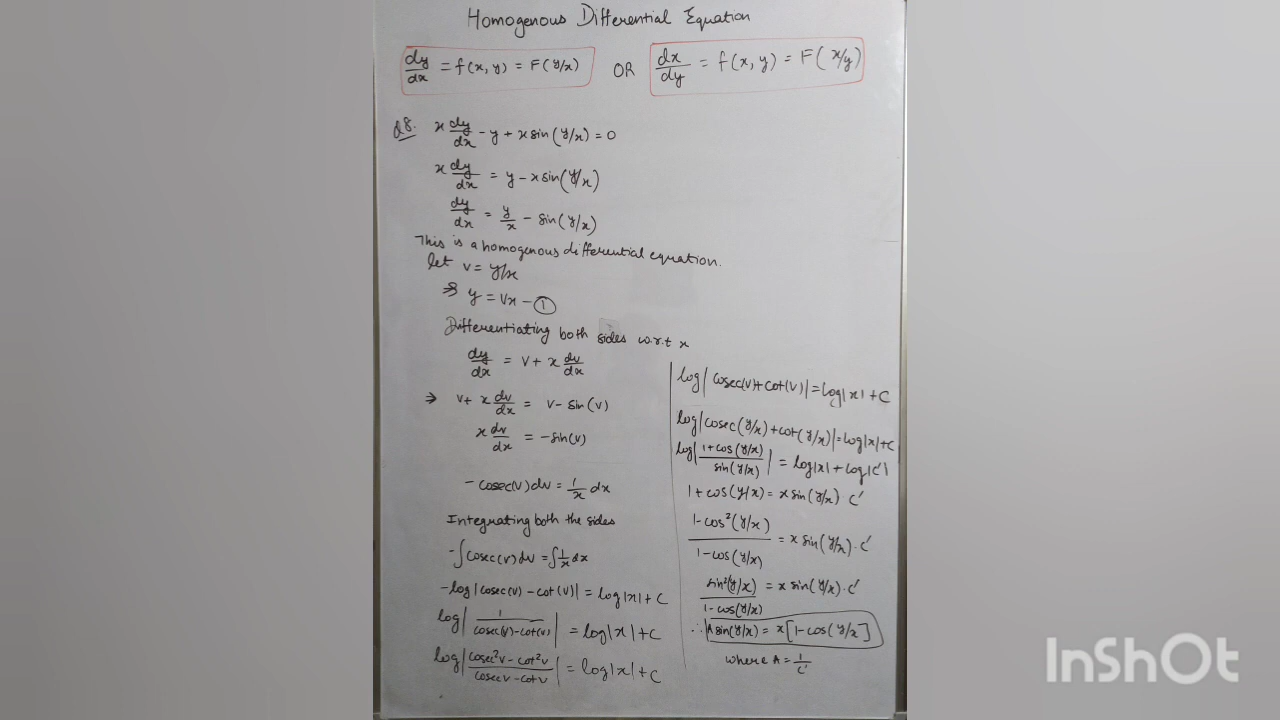 Homogenous Differential Equation
dy/dx = f(x, y) = F(y/x) OR dx/dy = f(x, y) = F(x/y)
Q8. x dy/dx - y + x sin(y/x) = 0
x dy/dx = y - x sin(y/x)
dy/dx = y/x - sin(y/x)
This is a homogenous differential equation.
let v = y/x
⇒ y = vx - ①
Differentiating both sides w.r.t x
dy/dx = v + x dv/dx
⇒ v + x dv/dx = v - sin(v)
x dv/dx = -sin(v)
- cosec(v) dv = 1/x dx
Integrating both the sides
-∫cosec(v) dv = ∫1/x dx
-log|cosec(v) - cot(v)| = log|x| + C
log|1/(cosec(v) - cot(v))| = log|x| + C
log|(cosec²v - cot²v)/(cosec v - cot v)| = log|x| + C
log|cosec(v) + cot(v)| = log|x| + C
log|cosec(y/x) + cot(y/x)| = log|x| + C
log|(1 + cos(y/x))/sin(y/x)| = log|x| + log|C'|
1 + cos(y/x) = x sin(y/x) · C'
(1 - cos²(y/x))/(1 - cos(y/x)) = x sin(y/x) · C'
sin²(y/x)/(1 - cos(y/x)) = x sin(y/x) · C'
∴ A sin(y/x) = x[1 - cos(y/x]
where A = 1/C'
InShOt